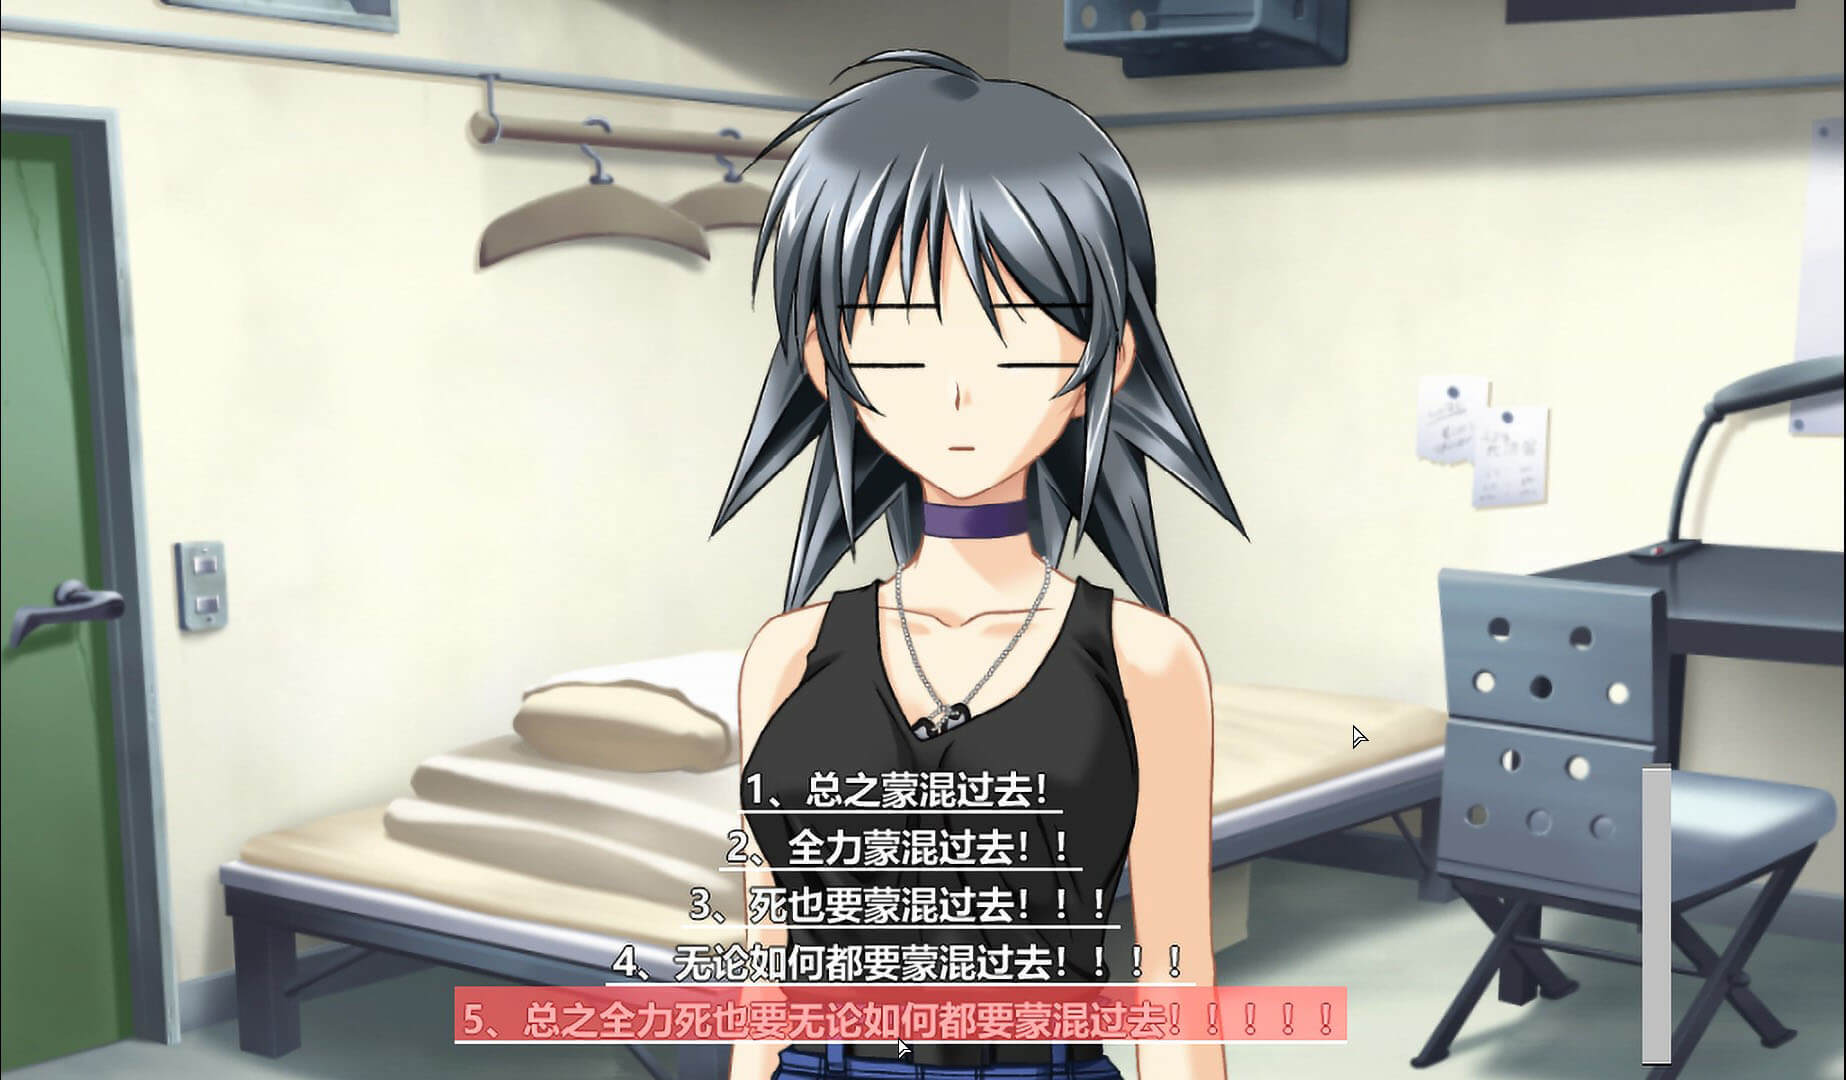 1、总之蒙混过去！
2、全力蒙混过去！！
3、死也要蒙混过去！！！
4、无论如何都要蒙混过去！！！！
5、总之全力死也要无论如何都要蒙混过去！！！！！